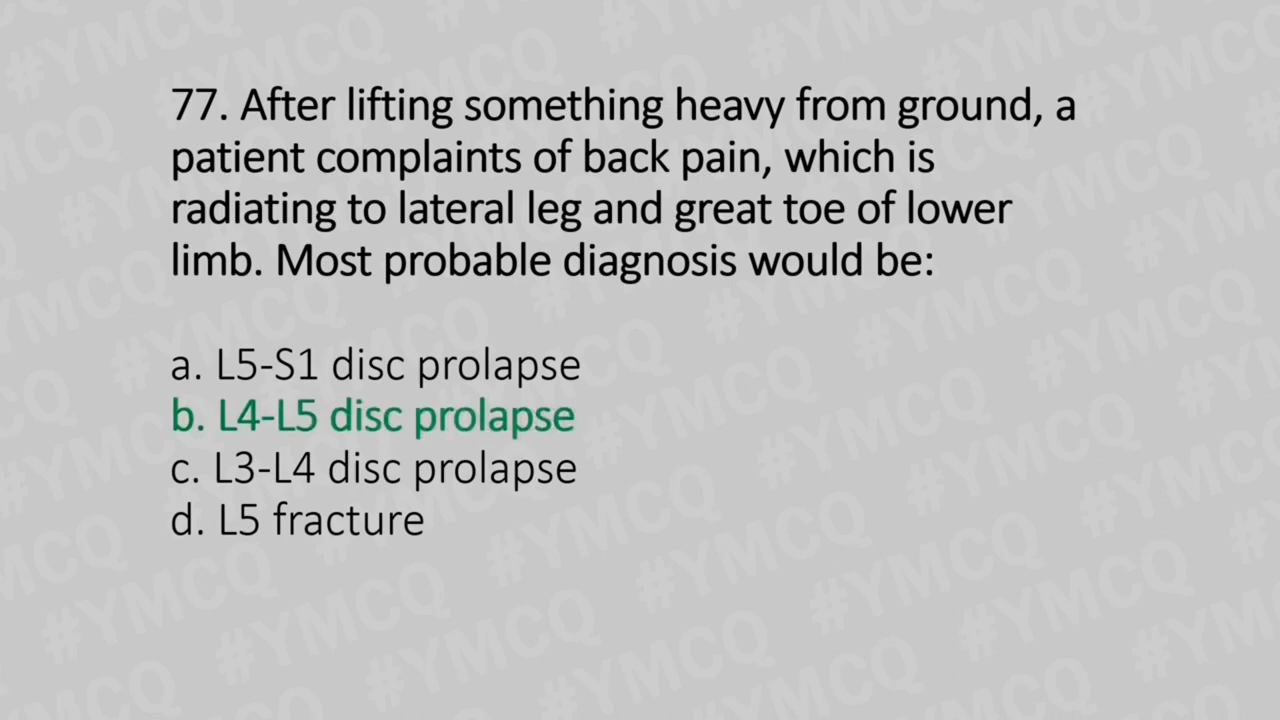 77. After lifting something heavy from ground, a
patient complaints of back pain, which is
radiating to lateral leg and great toe of lower
limb. Most probable diagnosis would be:
a. L5-S1 disc prolapse
b. L4-L5 disc prolapse
c. L3-L4 disc prolapse
d. L5 fracture
#YMCQ